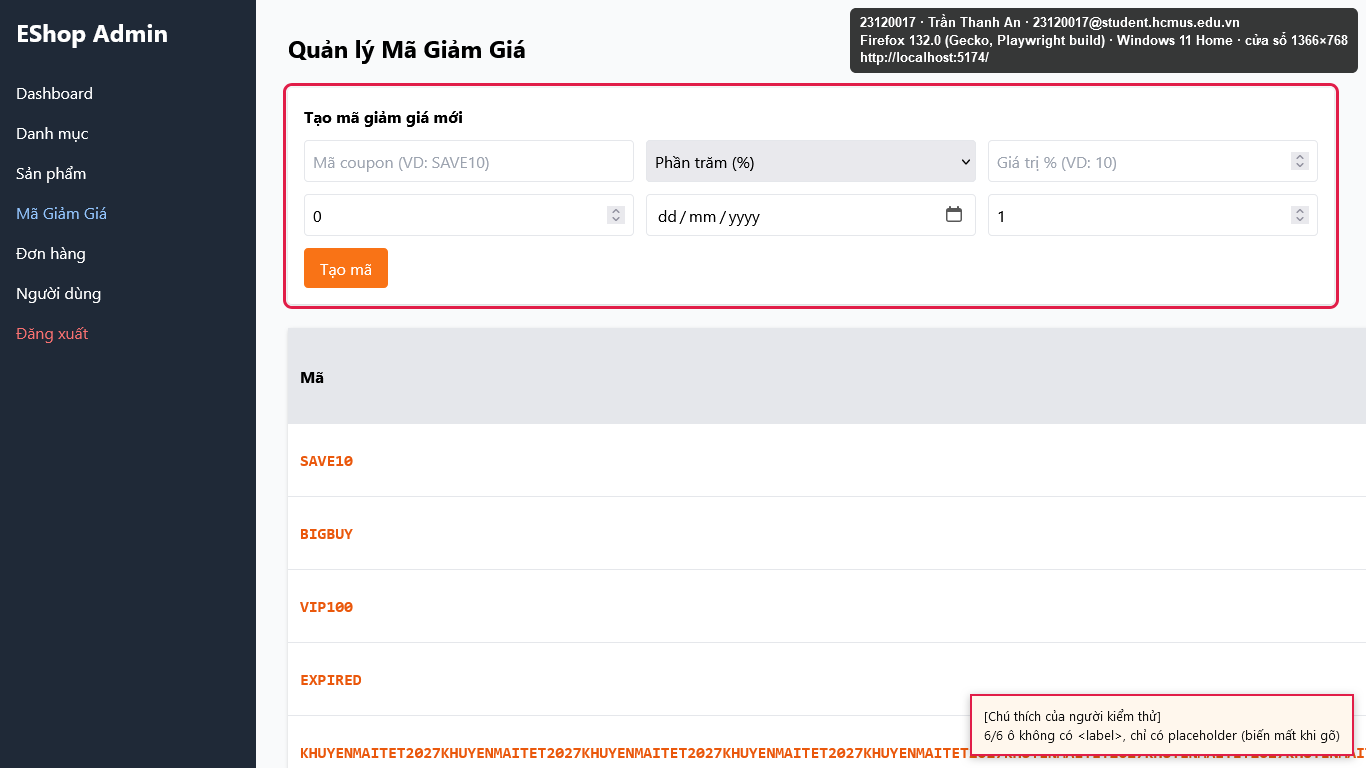 EShop Admin
Dashboard
Danh mục
Sản phẩm
Mã Giảm Giá
Đơn hàng
Người dùng
Đăng xuất
23120017 · Trần Thanh An · 23120017@student.hcmus.edu.vn
Firefox 132.0 (Gecko, Playwright build) · Windows 11 Home · cửa sổ 1366×768
http://localhost:5174/
Quản lý Mã Giảm Giá
Tạo mã giảm giá mới
Mã coupon (VD: SAVE10)
Phần trăm (%)
Giá trị % (VD: 10)
0
dd/mm/yyyy
1
Tạo mã
Mã
SAVE10
BIGBUY
VIP100
EXPIRED
KHUYENMAITET2027KHUYENMAITET2027KHUYENMAITET2027KHUYENMAITET2027KHUYENMAITET2027
[Chú thích của người kiểm thử]
6/6 ô không có <label>, chỉ có placeholder (biến mất khi gõ)